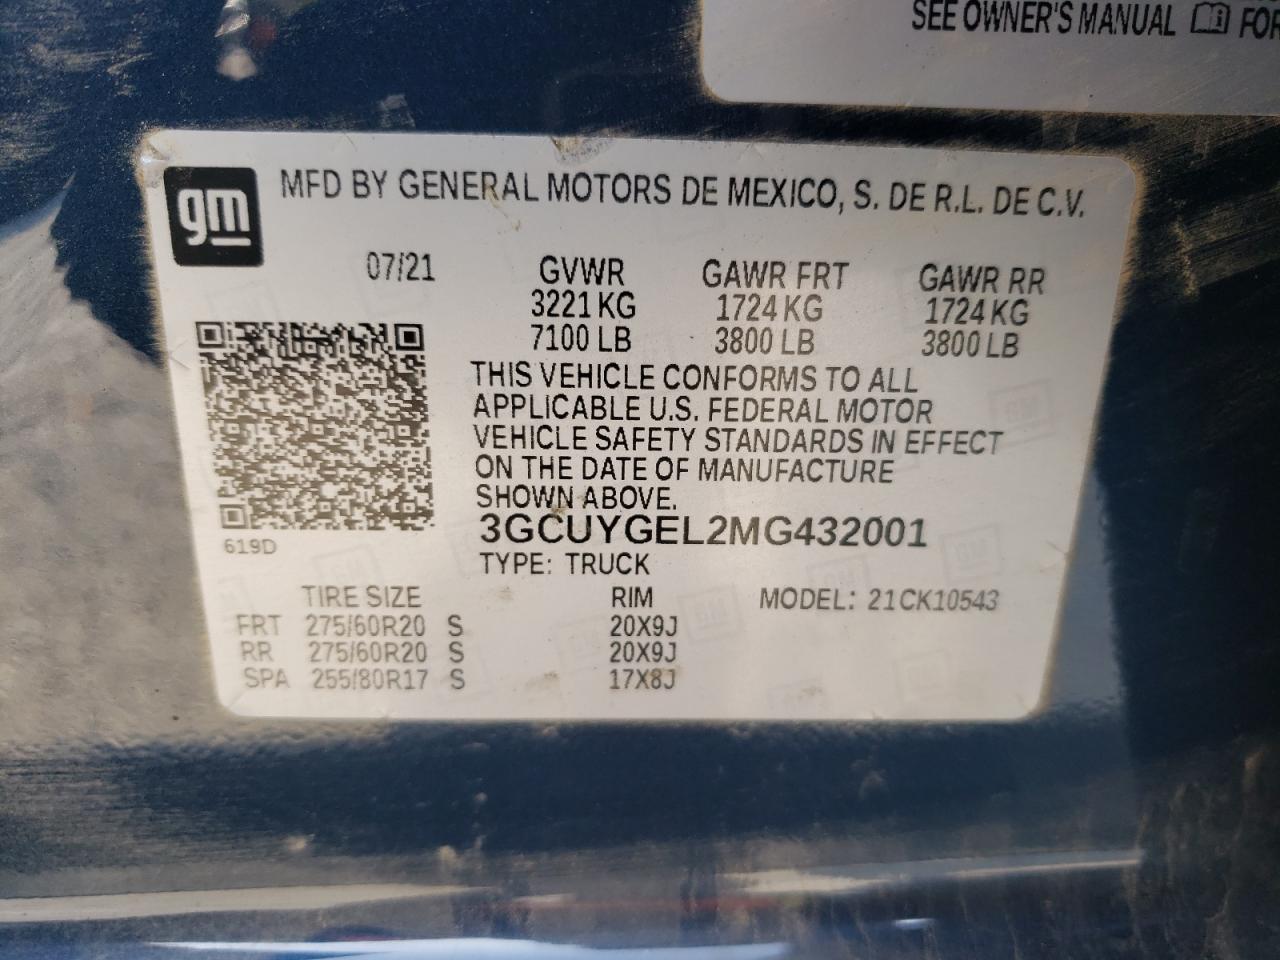 SEE OWNER'S MANUAL FOR
gm
MFD BY GENERAL MOTORS DE MEXICO, S. DE R.L. DE C.V.
07/21 GVWR GAWR FRT GAWR RR
3221 KG 1724 KG 1724 KG
7100 LB 3800 LB 3800 LB
THIS VEHICLE CONFORMS TO ALL
APPLICABLE U.S. FEDERAL MOTOR
VEHICLE SAFETY STANDARDS IN EFFECT
ON THE DATE OF MANUFACTURE
SHOWN ABOVE.
3GCUYGEL2MG432001
619D
TYPE: TRUCK
TIRE SIZE RIM MODEL: 21CK10543
FRT 275/60R20 S 20X9J
RR 275/60R20 S 20X9J
SPA 255/80R17 S 17X8J